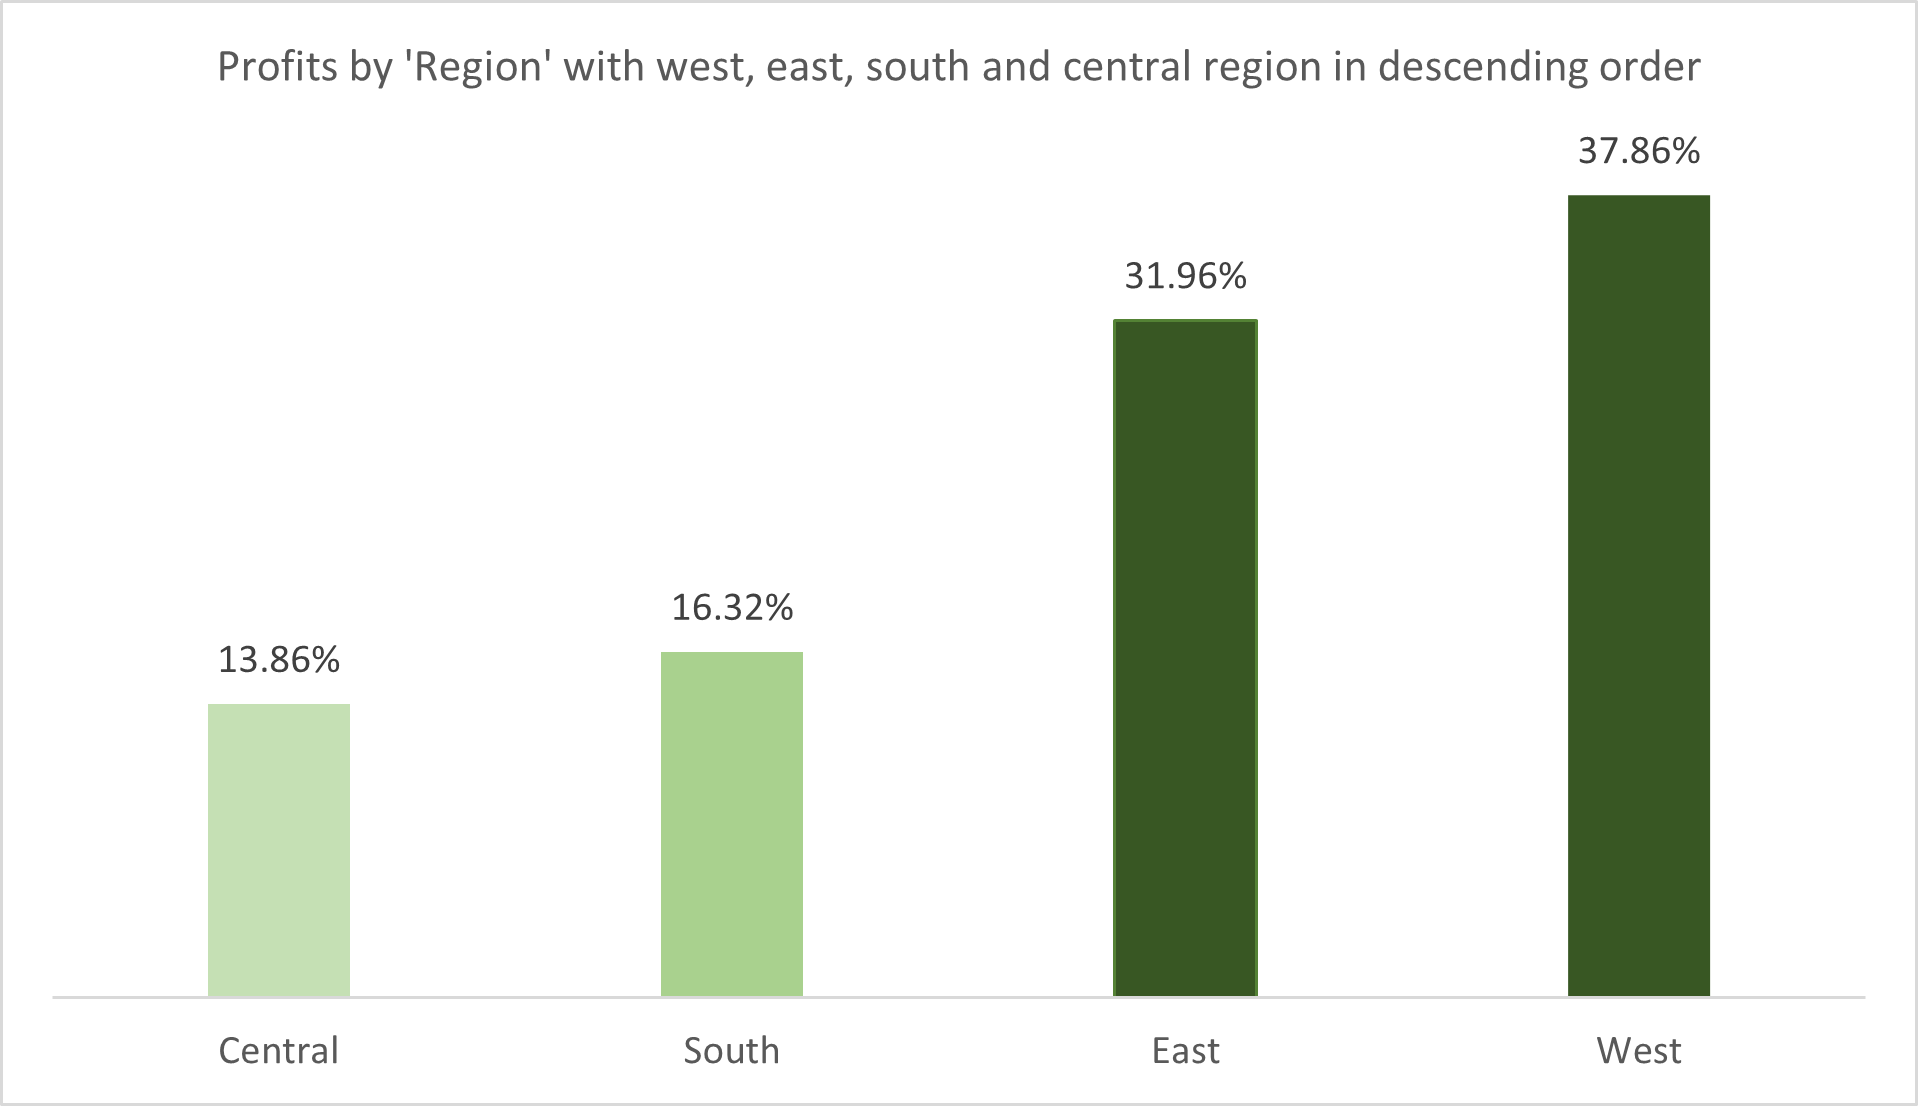 Profits by 'Region' with west, east, south and central region in descending order
37.86%
31.96%
16.32%
13.86%
Central
South
East
West